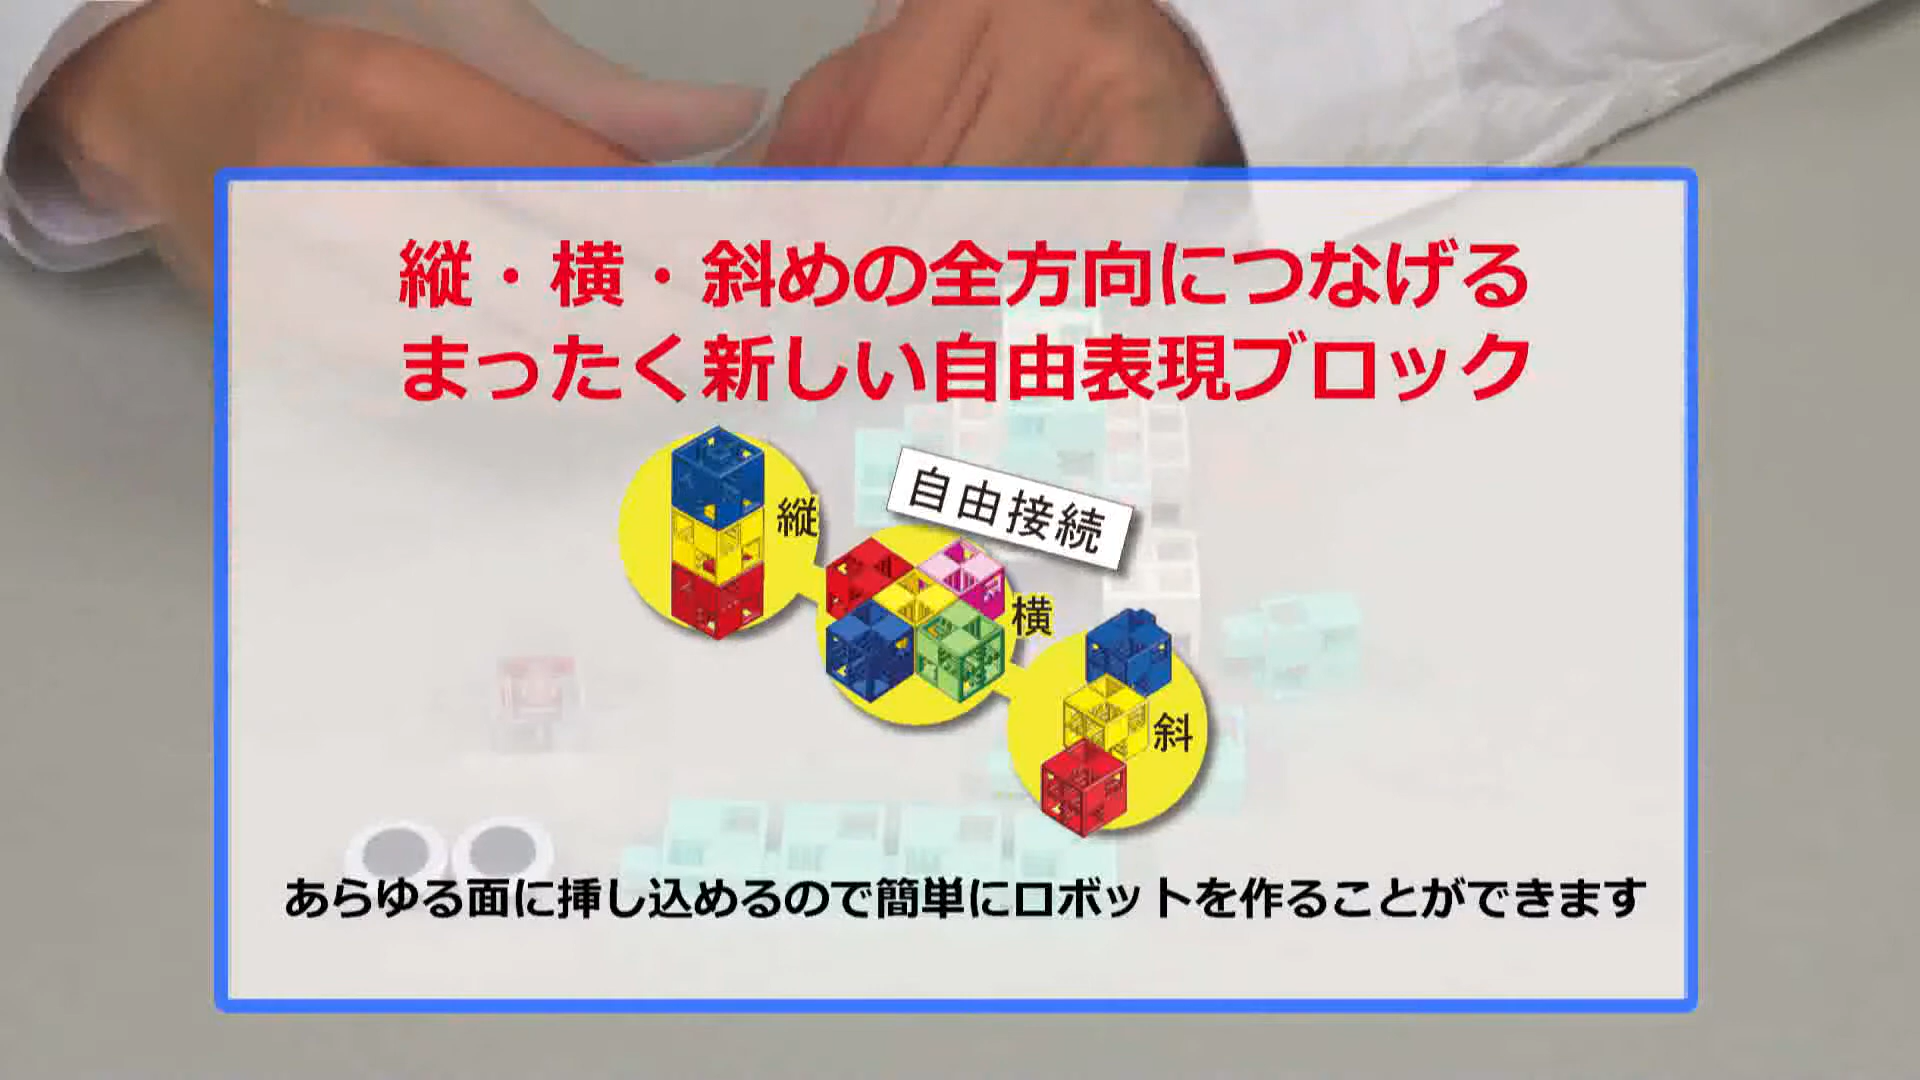 縦・横・斜めの全方向につなげる
まったく新しい自由表現ブロック
自由接続
縦
横
斜
あらゆる面に挿し込めるので簡単にロボットを作ることができます